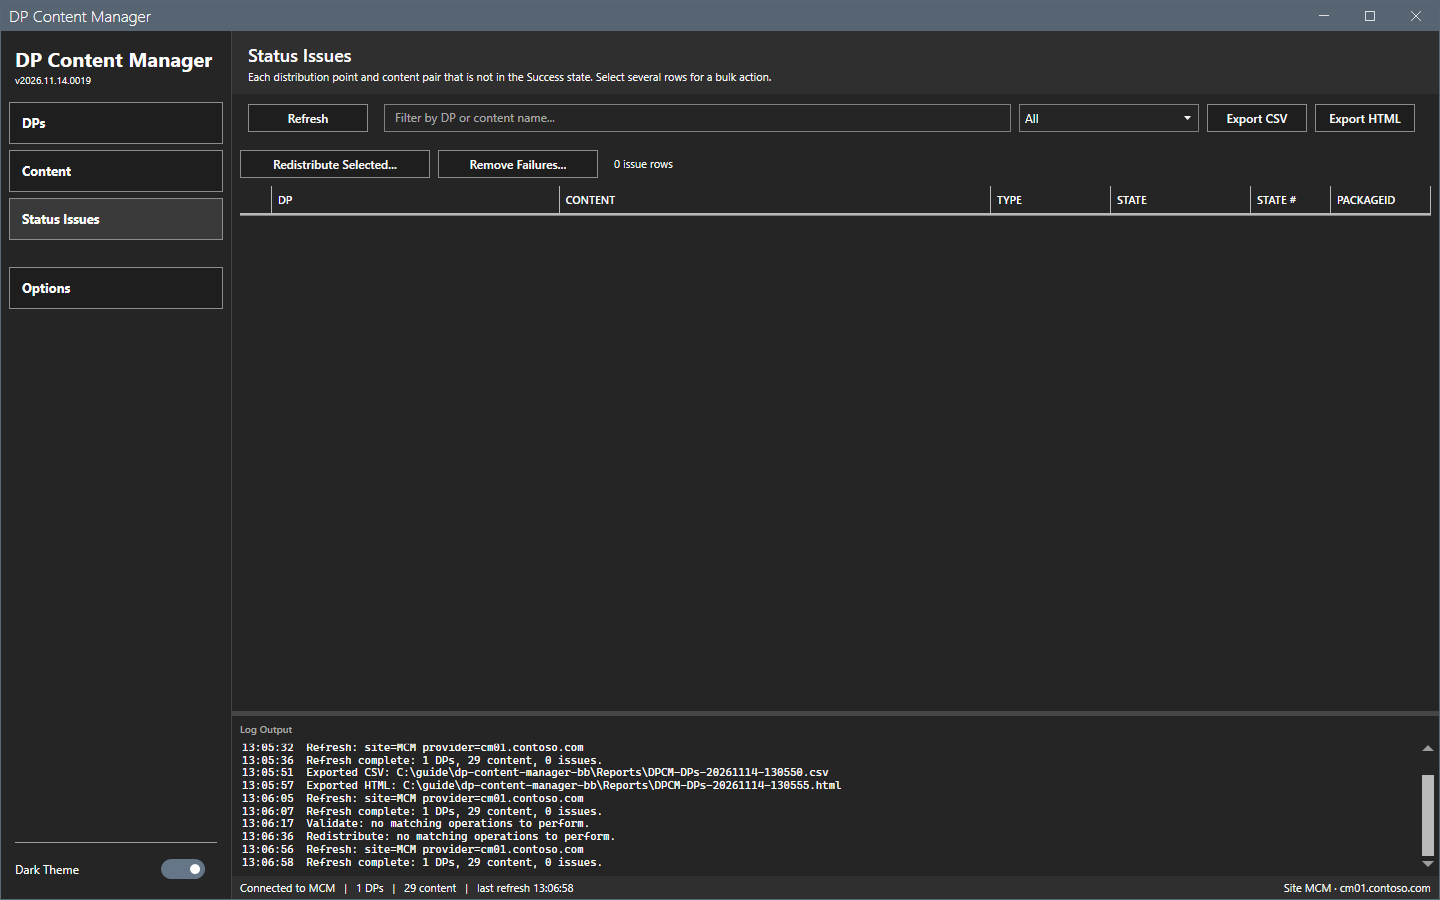 DP Content Manager
DP Content Manager
v2026.11.14.0019
DPs
Content
Status Issues
Options
Dark Theme
Status Issues
Each distribution point and content pair that is not in the Success state. Select several rows for a bulk action.
Refresh
Filter by DP or content name...
All
Export CSV
Export HTML
Redistribute Selected...
Remove Failures...
0 issue rows
DP CONTENT TYPE STATE STATE # PACKAGEID
Log Output
13:05:32 Refresh: site=MCM provider=cm01.contoso.com
13:05:36 Refresh complete: 1 DPs, 29 content, 0 issues.
13:05:51 Exported CSV: C:\guide\dp-content-manager-bb\Reports\DPCM-DPs-20261114-130550.csv
13:05:57 Exported HTML: C:\guide\dp-content-manager-bb\Reports\DPCM-DPs-20261114-130555.html
13:06:05 Refresh: site=MCM provider=cm01.contoso.com
13:06:07 Refresh complete: 1 DPs, 29 content, 0 issues.
13:06:17 Validate: no matching operations to perform.
13:06:36 Redistribute: no matching operations to perform.
13:06:56 Refresh: site=MCM provider=cm01.contoso.com
13:06:58 Refresh complete: 1 DPs, 29 content, 0 issues.
Connected to MCM | 1 DPs | 29 content | last refresh 13:06:58
Site MCM · cm01.contoso.com